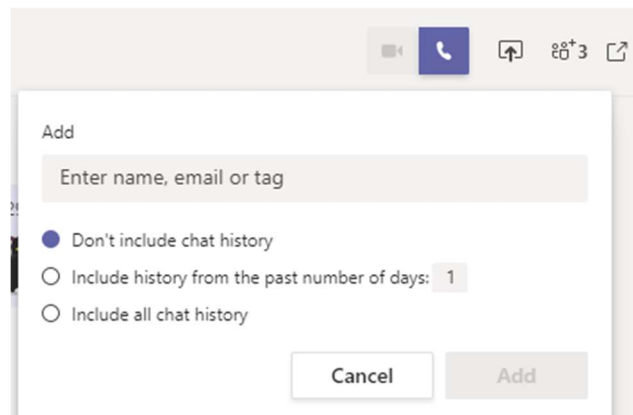 3
Add
Enter name, email or tag
Don't include chat history
Include history from the past number of days: 1
Include all chat history
Cancel Add